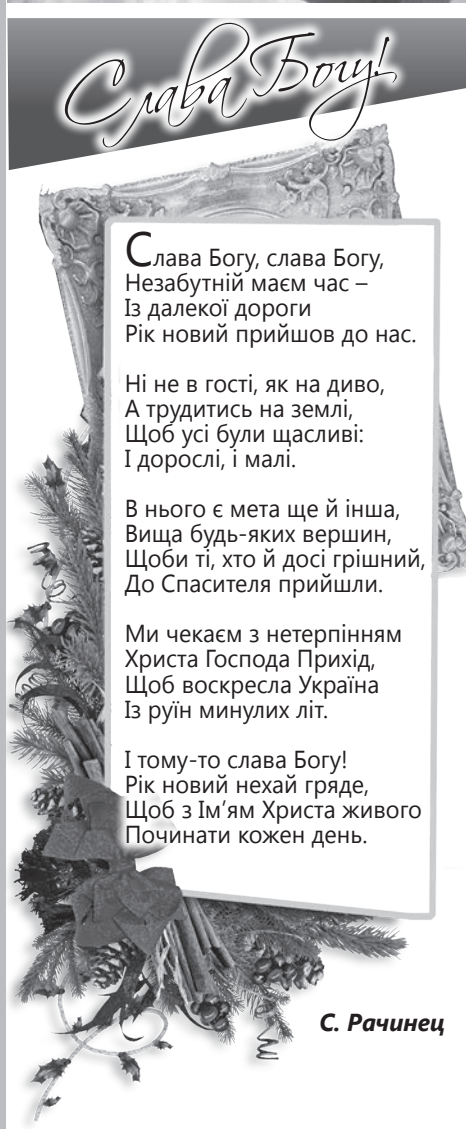 Слава Богу!
Слава Богу, слава Богу,
Незабутній маєм час –
Із далекої дороги
Рік новий прийшов до нас.
Ні не в гості, як на диво,
А трудитись на землі,
Щоб усі були щасливі:
І дорослі, і малі.
В нього є мета ще й інша,
Вища будь-яких вершин,
Щоби ті, хто й досі грішний,
До Спасителя прийшли.
Ми чекаєм з нетерпінням
Христа Господа Прихід,
Щоб воскресла Україна
Із руїн минулих літ.
І тому-то слава Богу!
Рік новий нехай гряде,
Щоб з Ім’ям Христа живого
Починати кожен день.
С. Рачинец